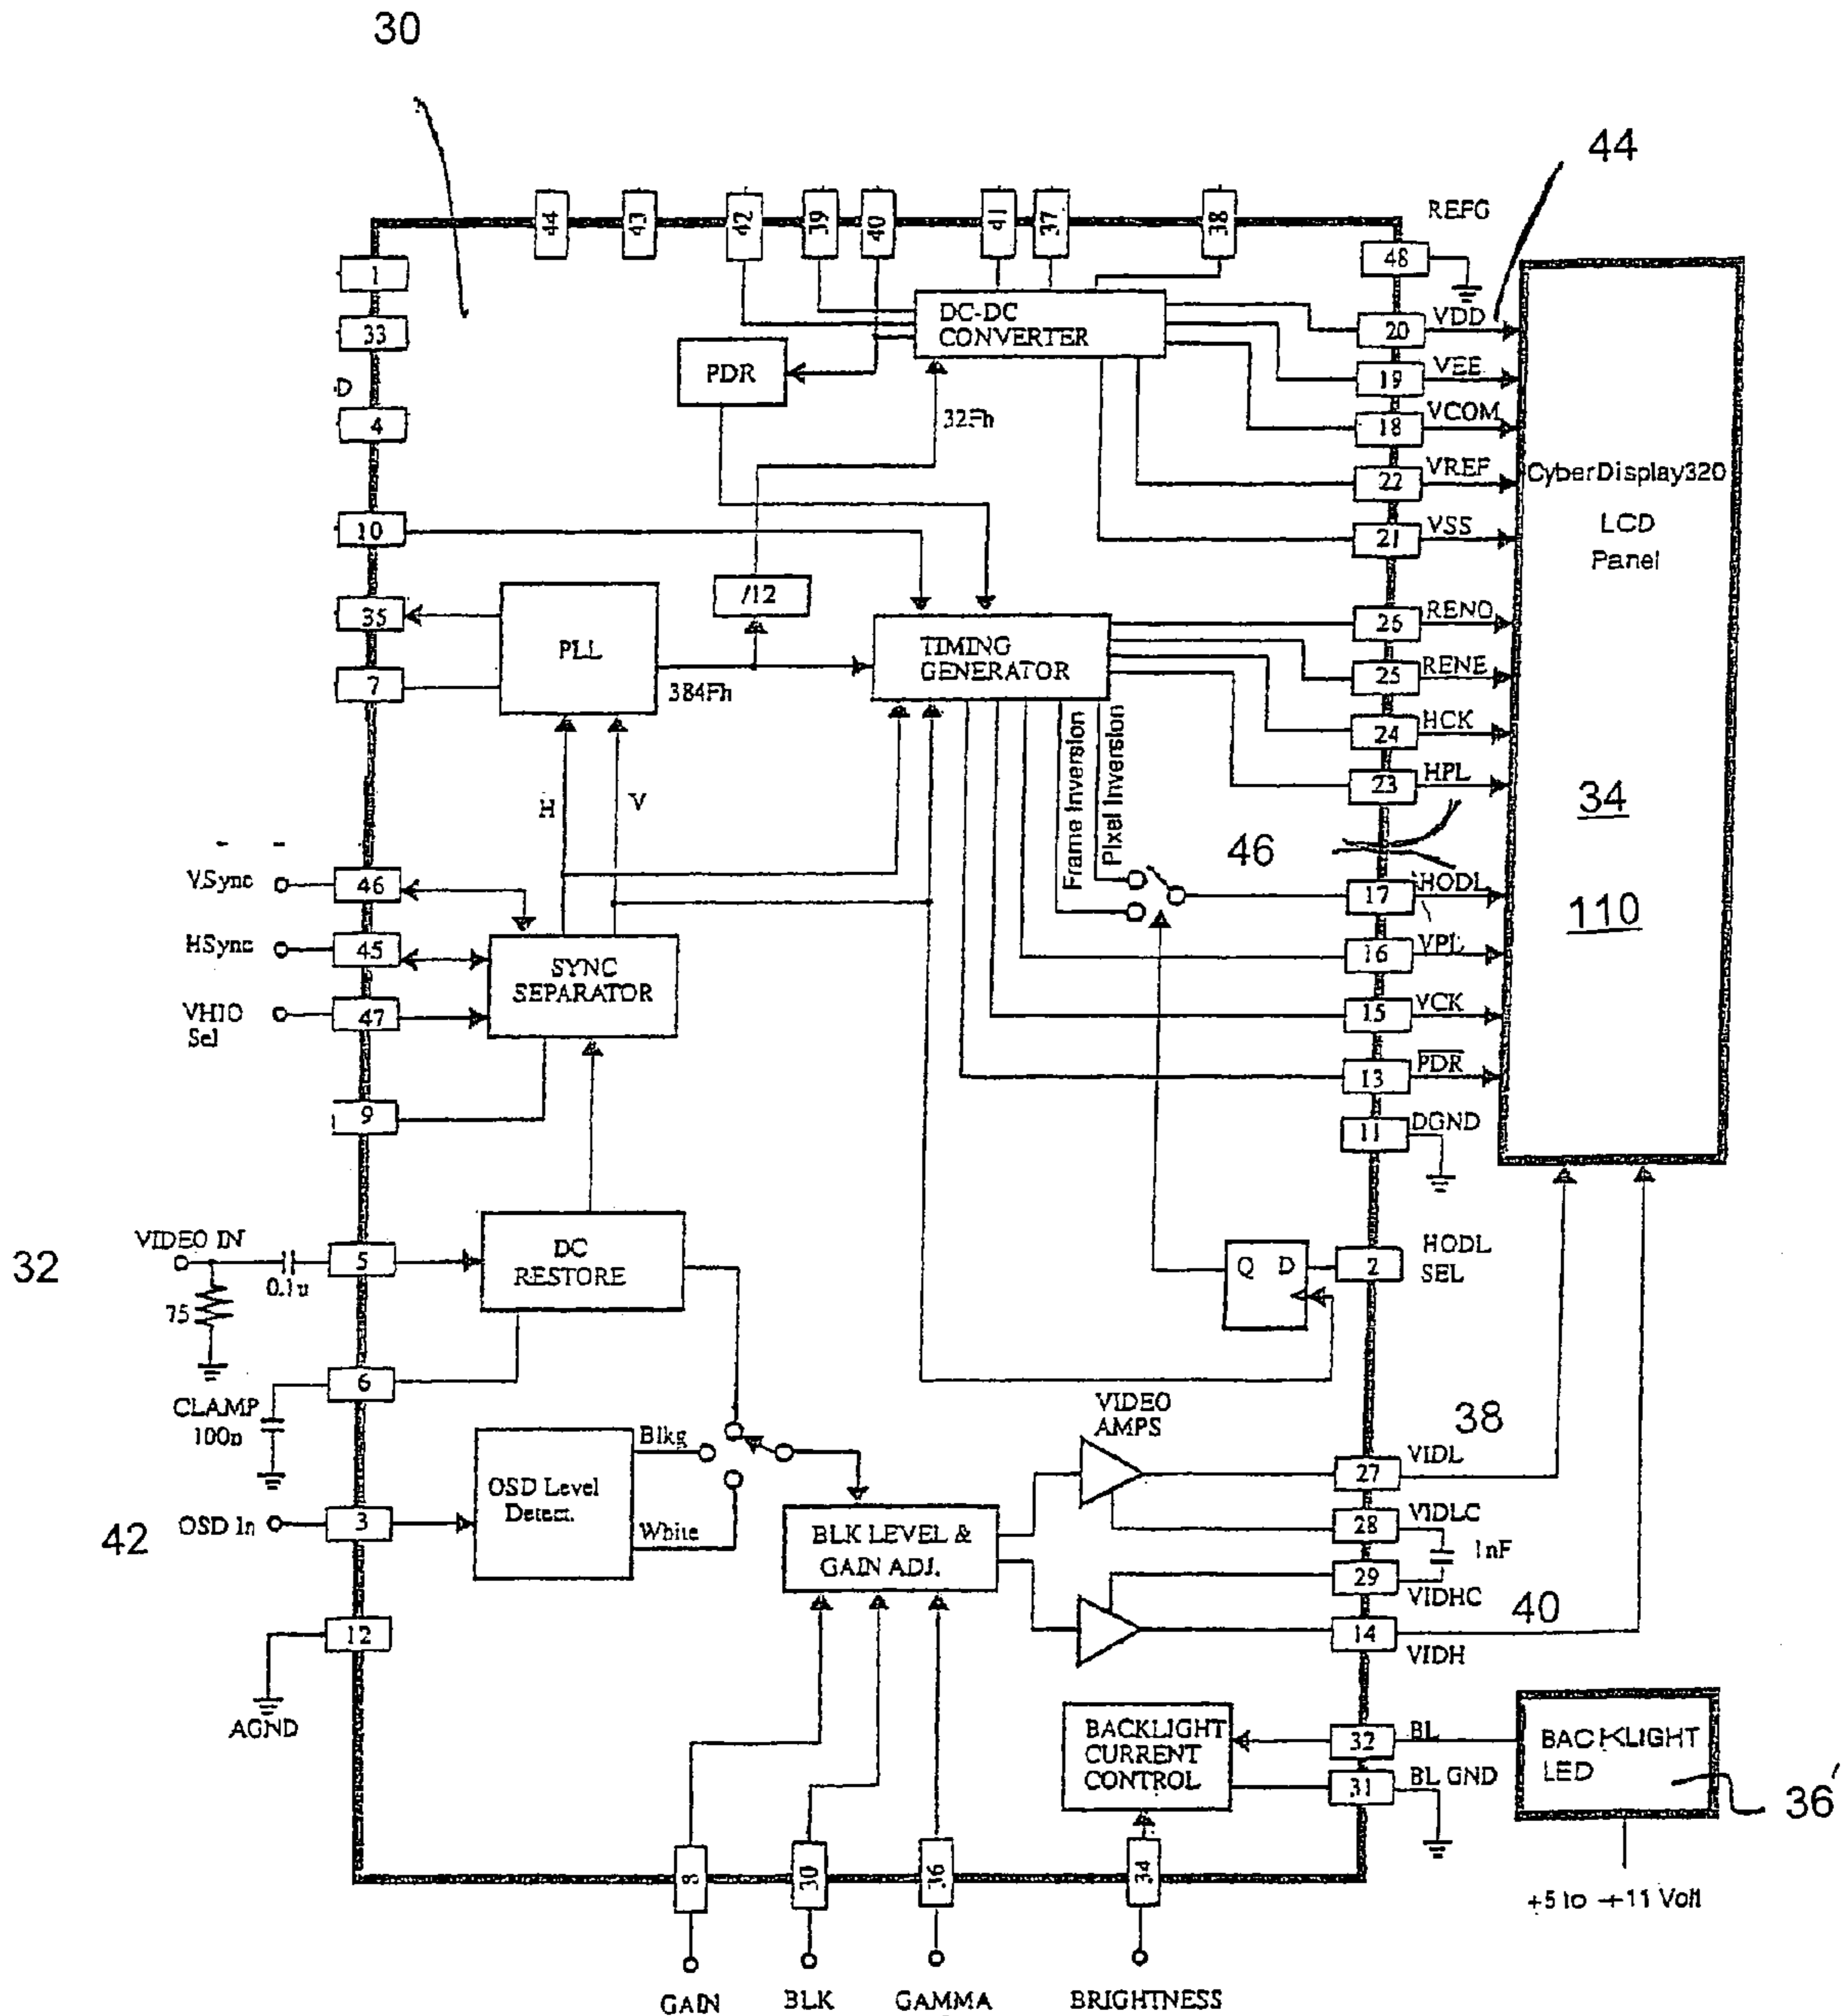 30
44
44
43
42
39
40
41
37
38
REFG
48
1
33
D
4
10
35
7
DC-DC
CONVERTER
PDR
32Fh
/12
PLL
384Fh
TIMING
GENERATOR
20
VDD
19
VEE
18
VCOM
22
VREF
21
VSS
26
RENO
25
RENE
24
HCK
23
HPL
CyberDisplay320
LCD
Panel
34
110
H
V
Frame Inversion
Pixel Inversion
46
17
HODL
16
VPL
15
VCK
13
PDR
11
DGND
VSync
46
HSync
45
VHIO
Sel
47
SYNC
SEPARATOR
9
32
VIDEO IN
0.1u
75
5
DC
RESTORE
6
CLAMP
100n
Q D
2
HODL
SEL
42
OSD In
3
OSD Level
Detect.
Blkg
White
BLK LEVEL &
GAIN ADJ.
VIDEO
AMPS
38
27
VIDL
28
VIDLC
1nF
29
VIDHC
40
14
VIDH
12
AGND
BACKLIGHT
CURRENT
CONTROL
32
BL
31
BL GND
BACKLIGHT
LED
36'
+5 to +11 Volt
8
30
36
34
GAIN
BLK
GAMMA
BRIGHTNESS